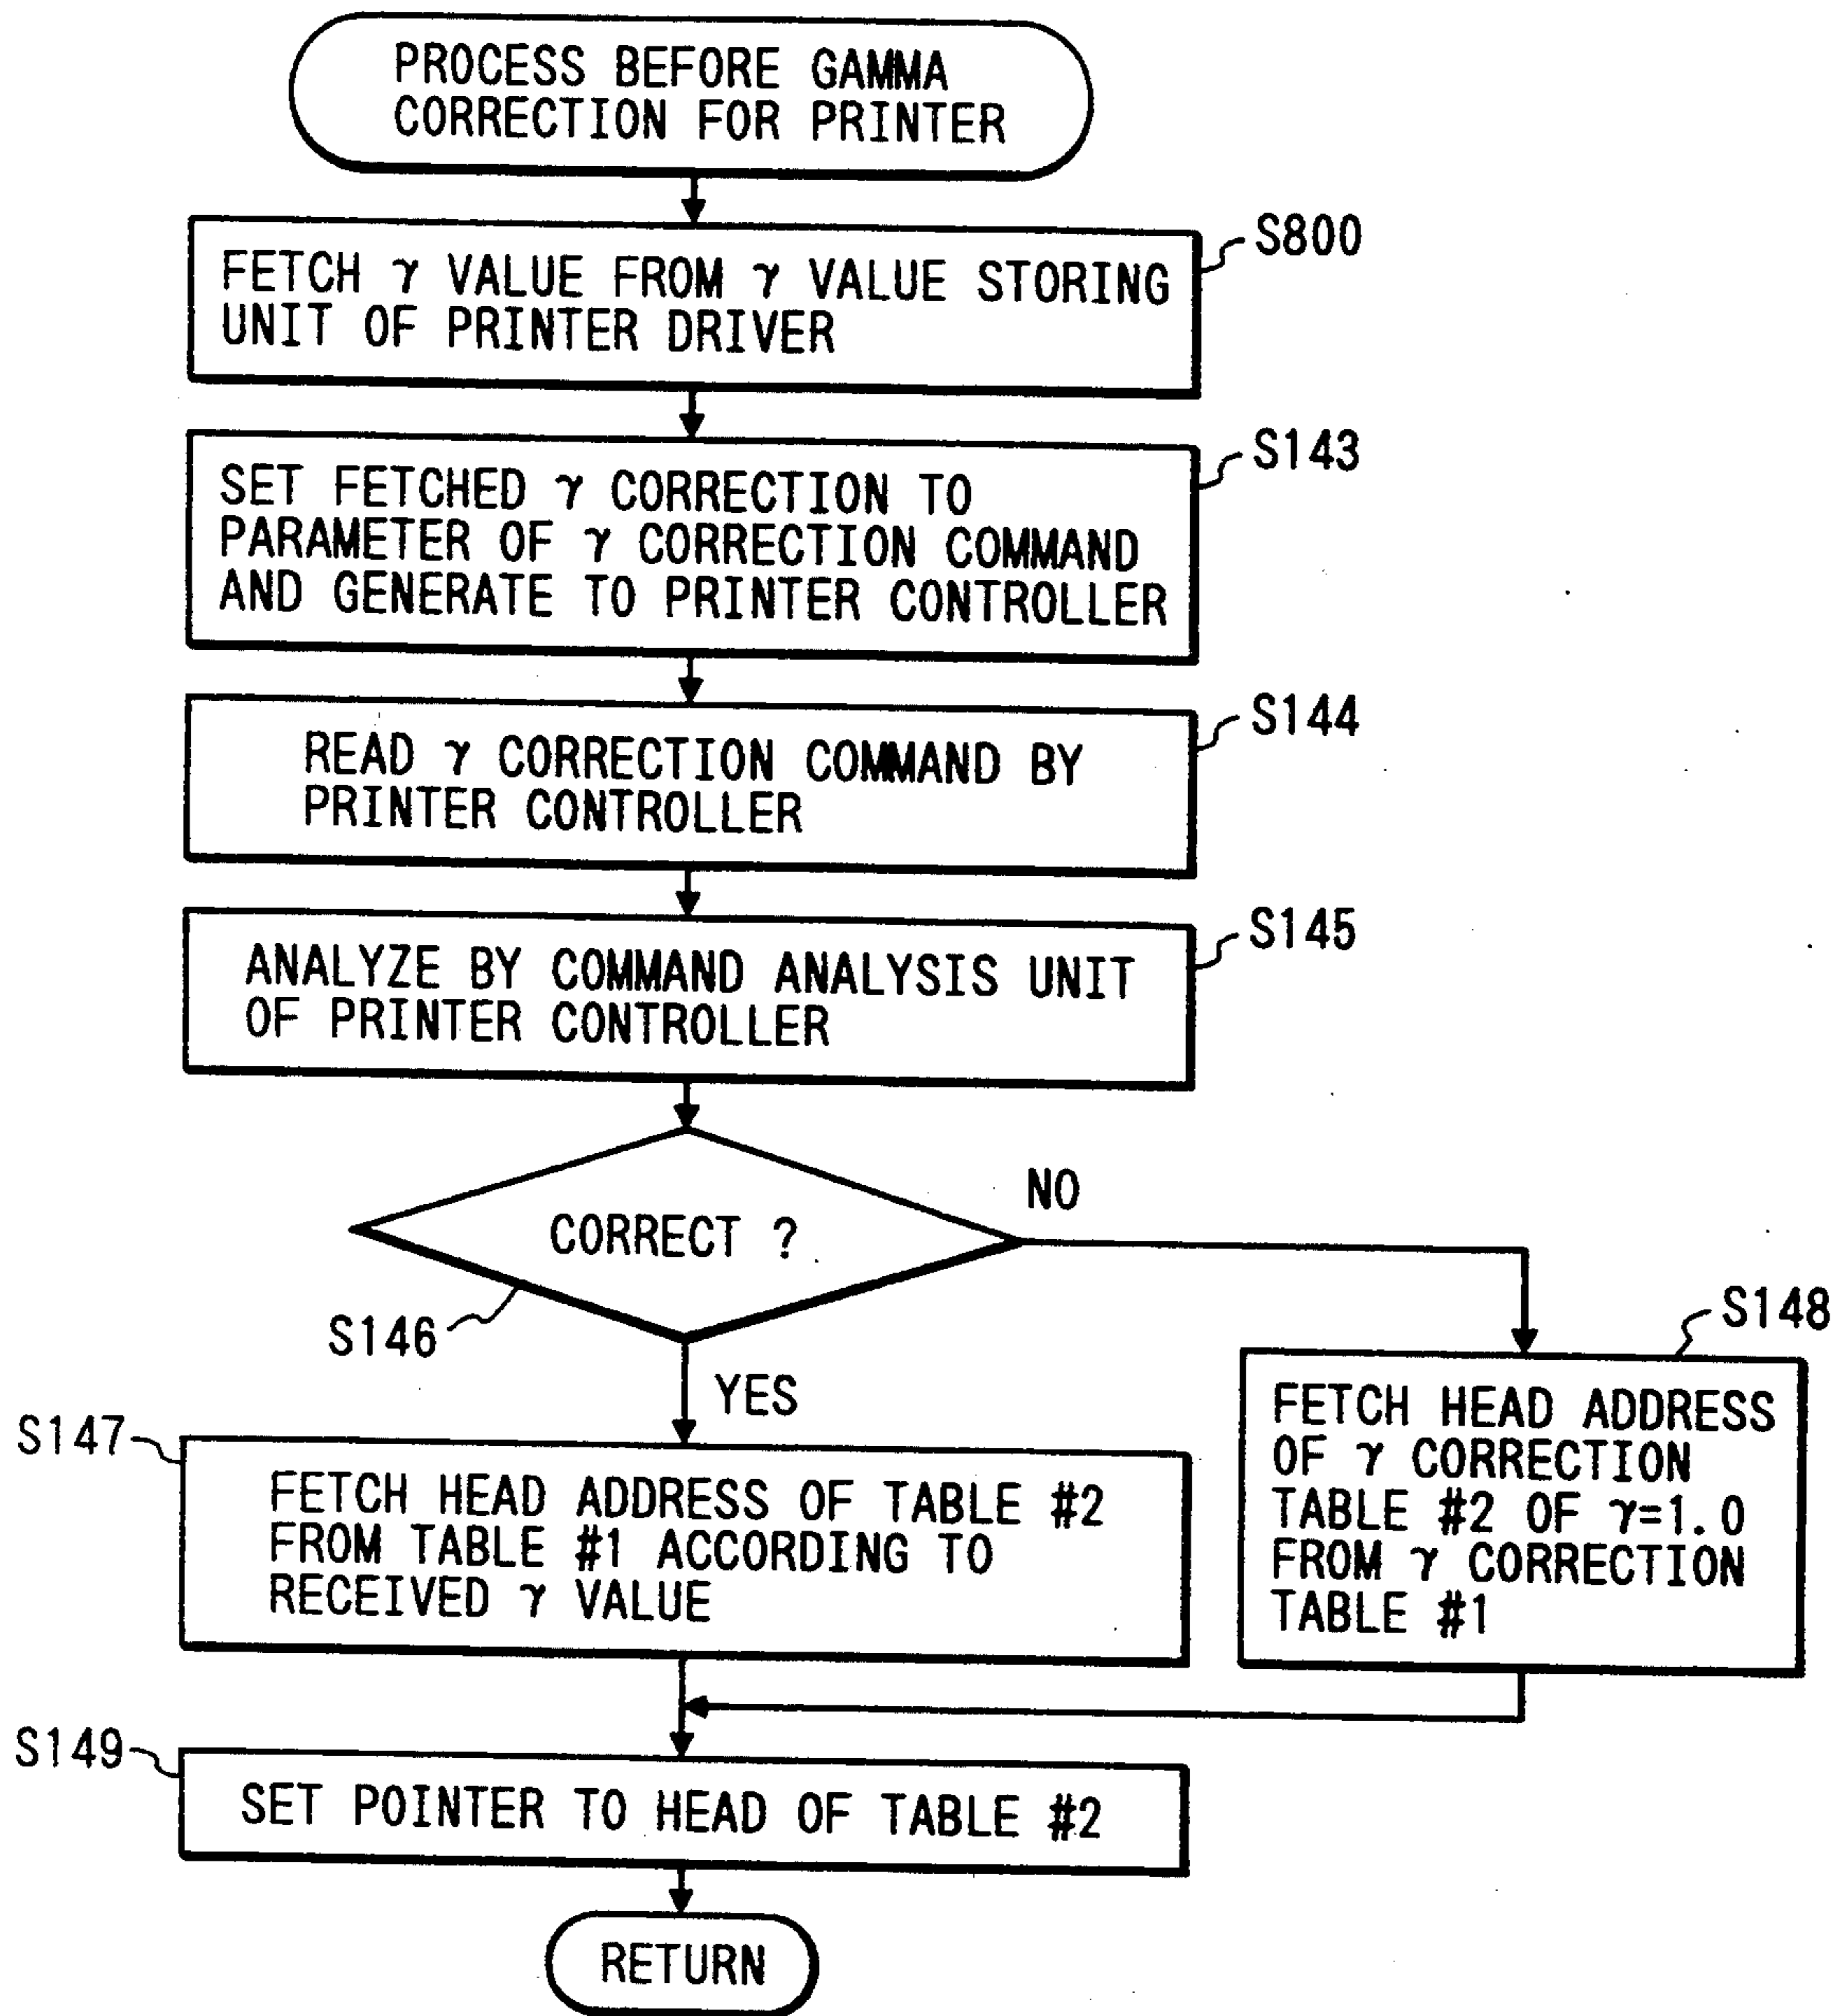 PROCESS BEFORE GAMMA
CORRECTION FOR PRINTER
S800
FETCH γ VALUE FROM γ VALUE STORING
UNIT OF PRINTER DRIVER
S143
SET FETCHED γ CORRECTION TO
PARAMETER OF γ CORRECTION COMMAND
AND GENERATE TO PRINTER CONTROLLER
S144
READ γ CORRECTION COMMAND BY
PRINTER CONTROLLER
S145
ANALYZE BY COMMAND ANALYSIS UNIT
OF PRINTER CONTROLLER
CORRECT ?
NO
S146
YES
S147
FETCH HEAD ADDRESS OF TABLE #2
FROM TABLE #1 ACCORDING TO
RECEIVED γ VALUE
S148
FETCH HEAD ADDRESS
OF γ CORRECTION
TABLE #2 OF γ=1.0
FROM γ CORRECTION
TABLE #1
S149
SET POINTER TO HEAD OF TABLE #2
RETURN